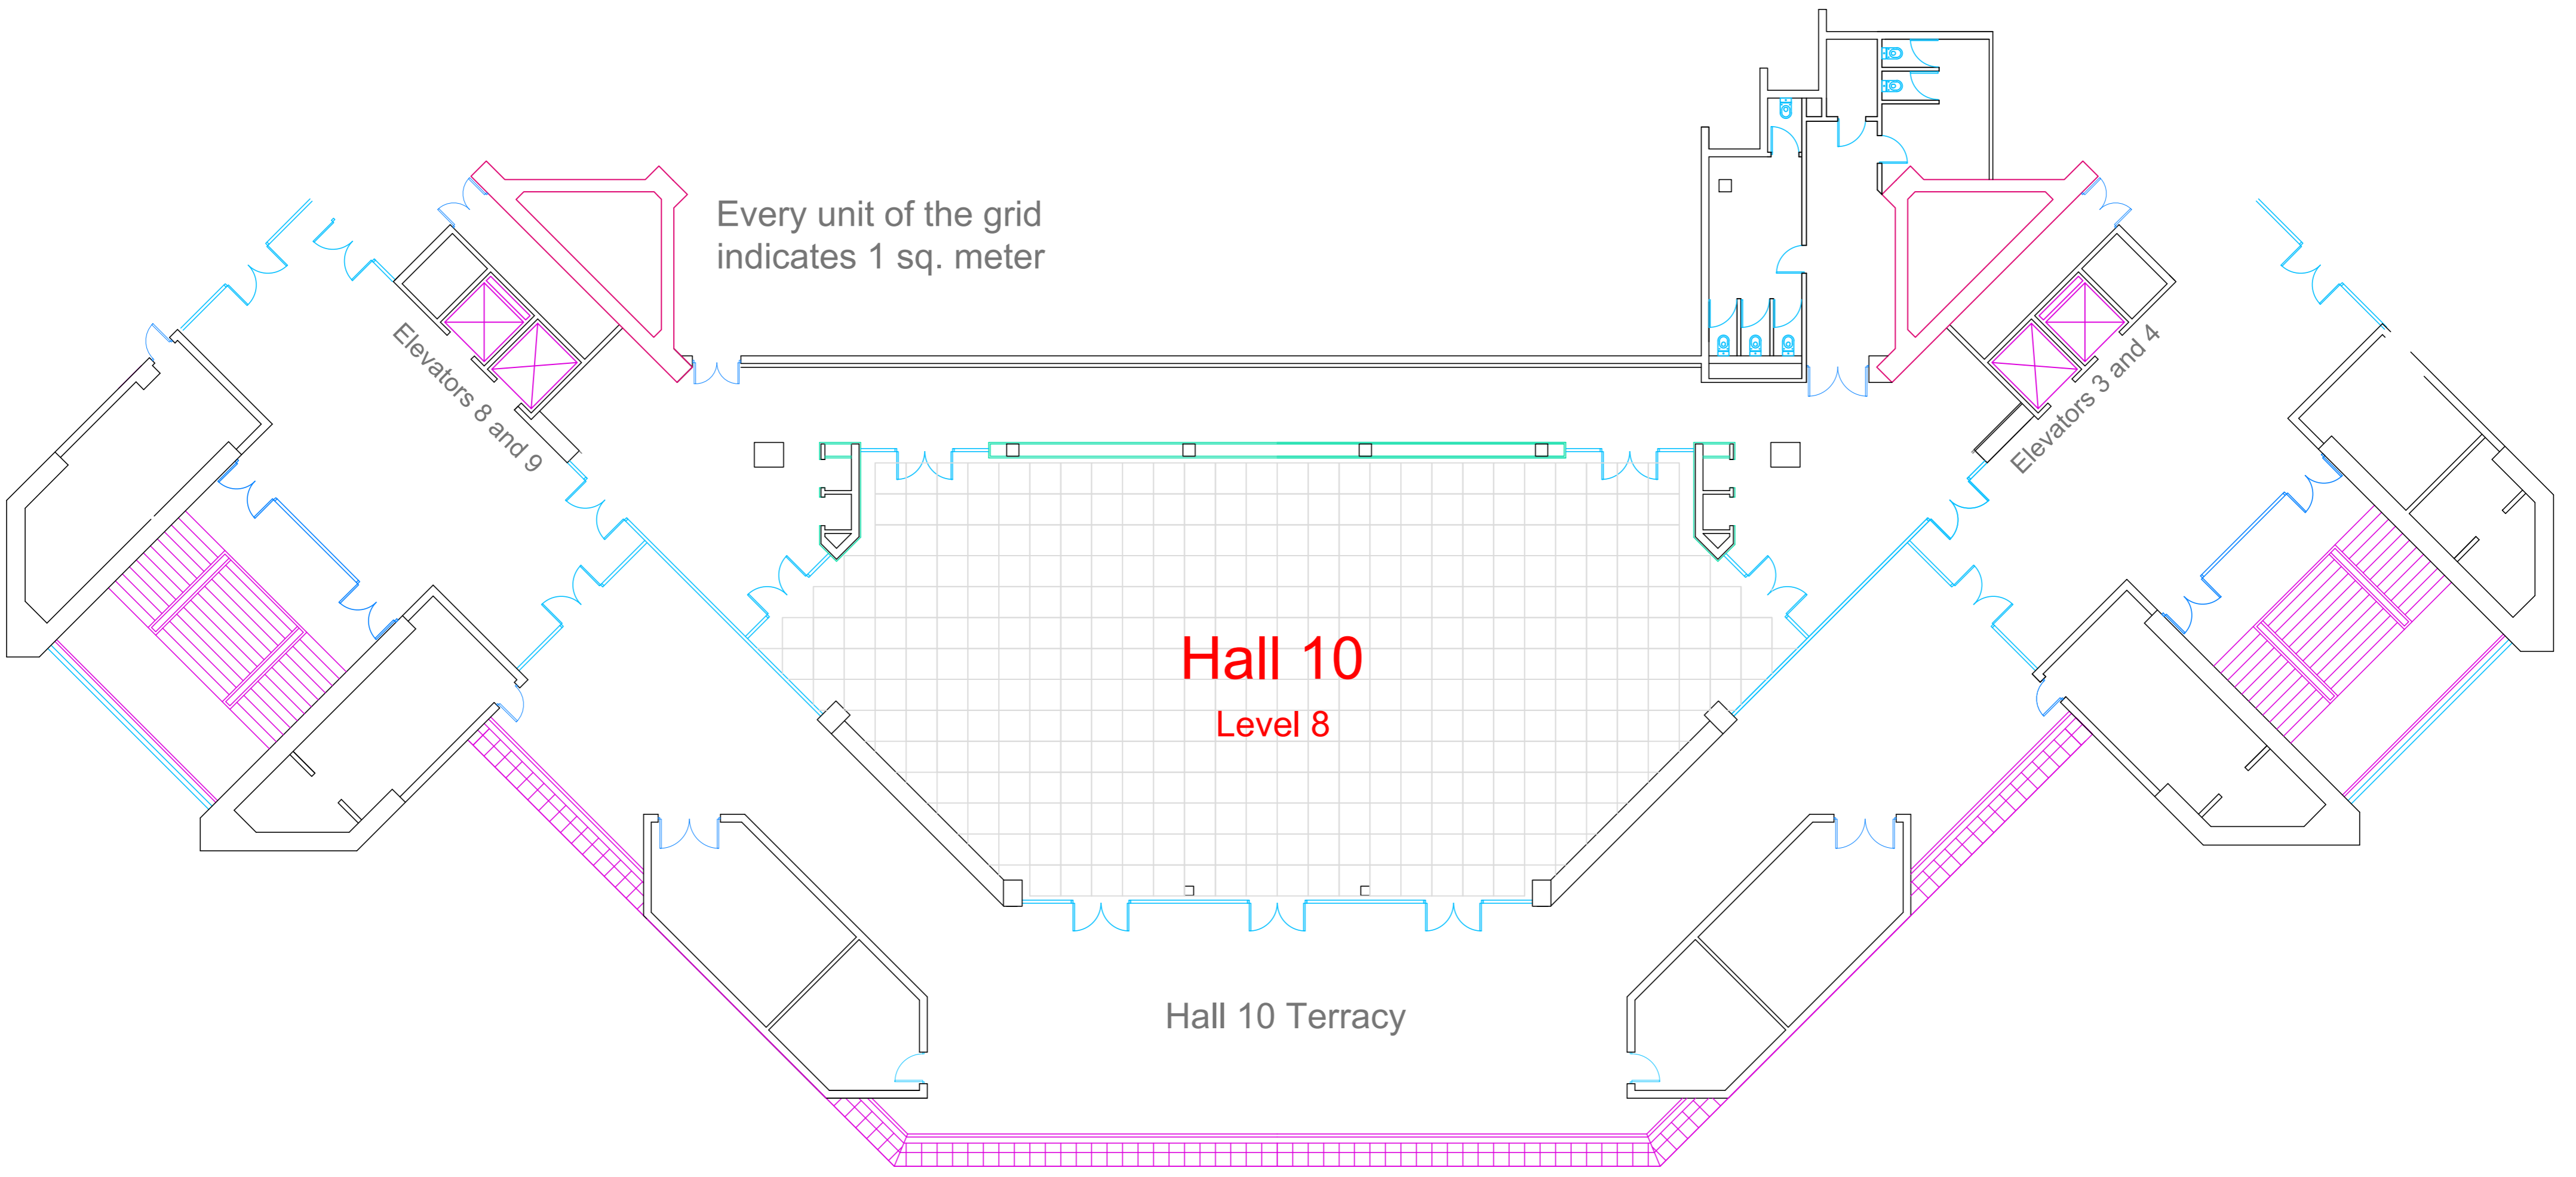 Every unit of the grid
indicates 1 sq. meter
Elevators 8 and 9
Elevators 3 and 4
Hall 10
Level 8
Hall 10 Terracy